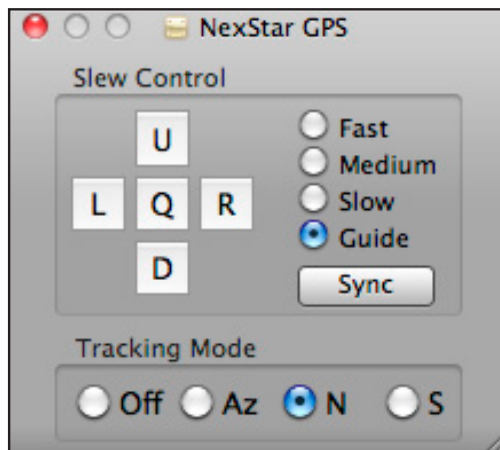 NexStar GPS
Slew Control
U
L Q R
D
Fast
Medium
Slow
Guide
Sync
Tracking Mode
Off Az N S